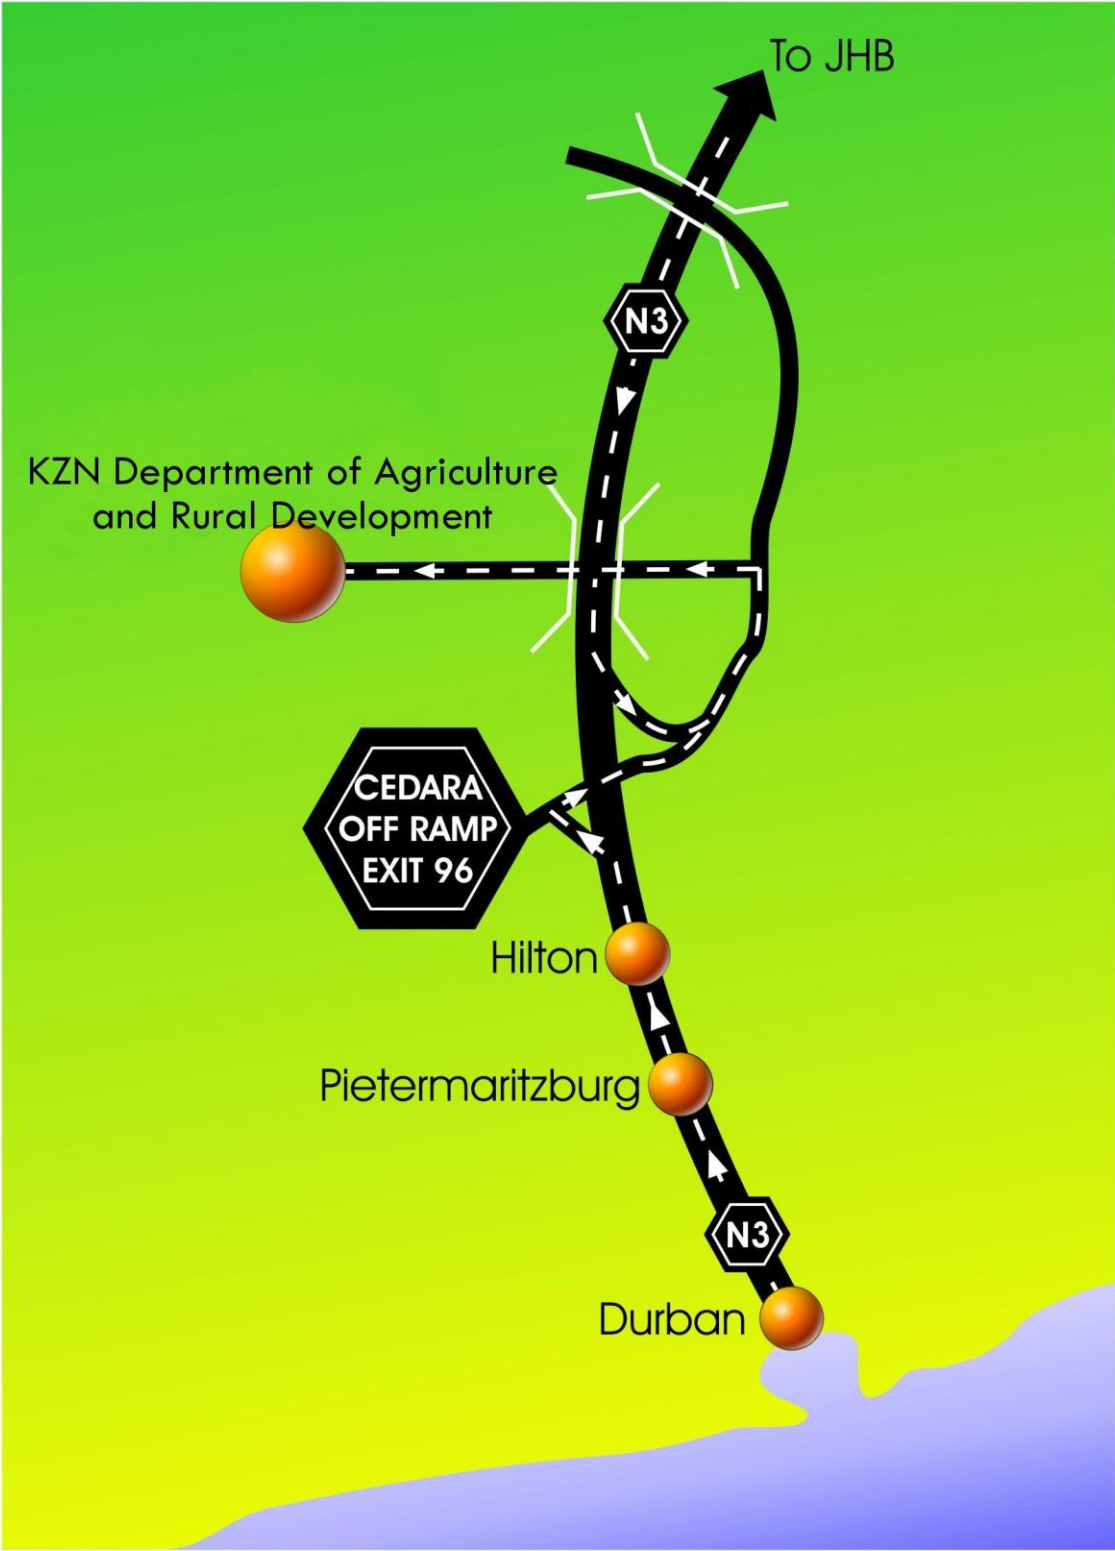 To JHB
N3
KZN Department of Agriculture
and Rural Development
CEDARA
OFF RAMP
EXIT 96
Hilton
Pietermaritzburg
N3
Durban